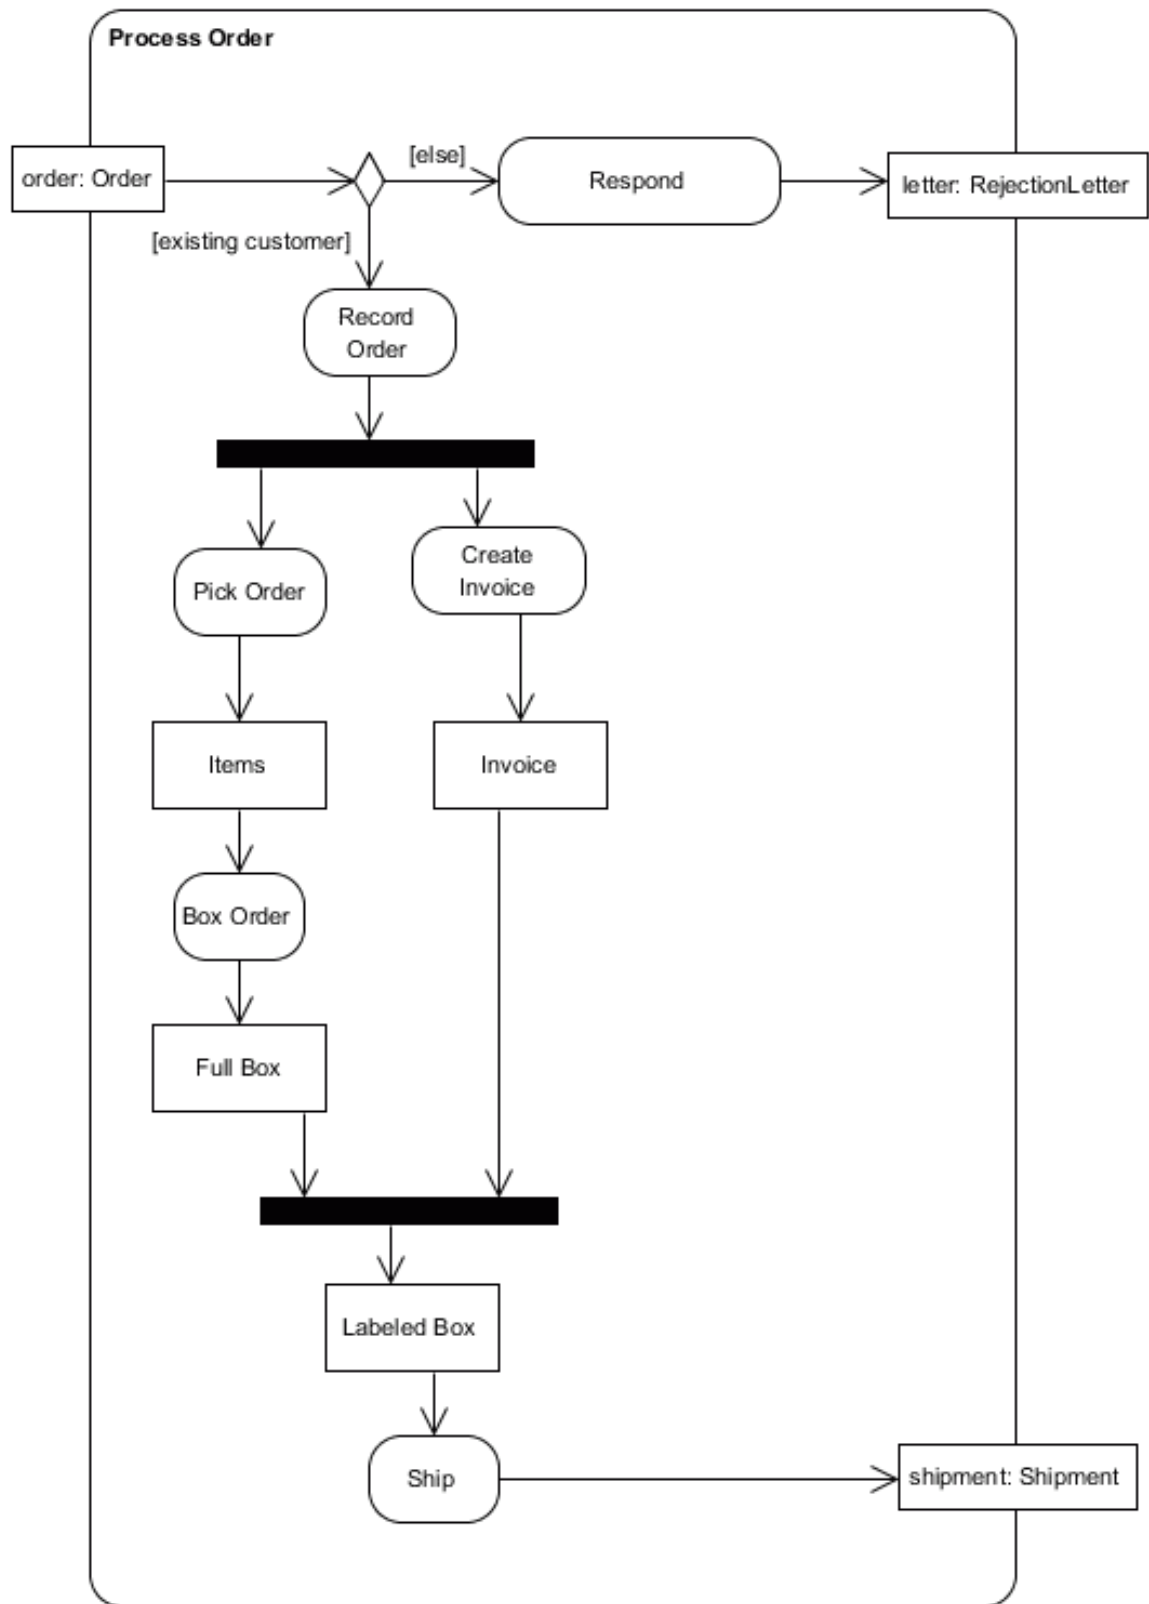 Process Order
order: Order
[else]
Respond
letter: RejectionLetter
[existing customer]
Record
Order
Pick Order
Create
Invoice
Items
Invoice
Box Order
Full Box
Labeled Box
Ship
shipment: Shipment